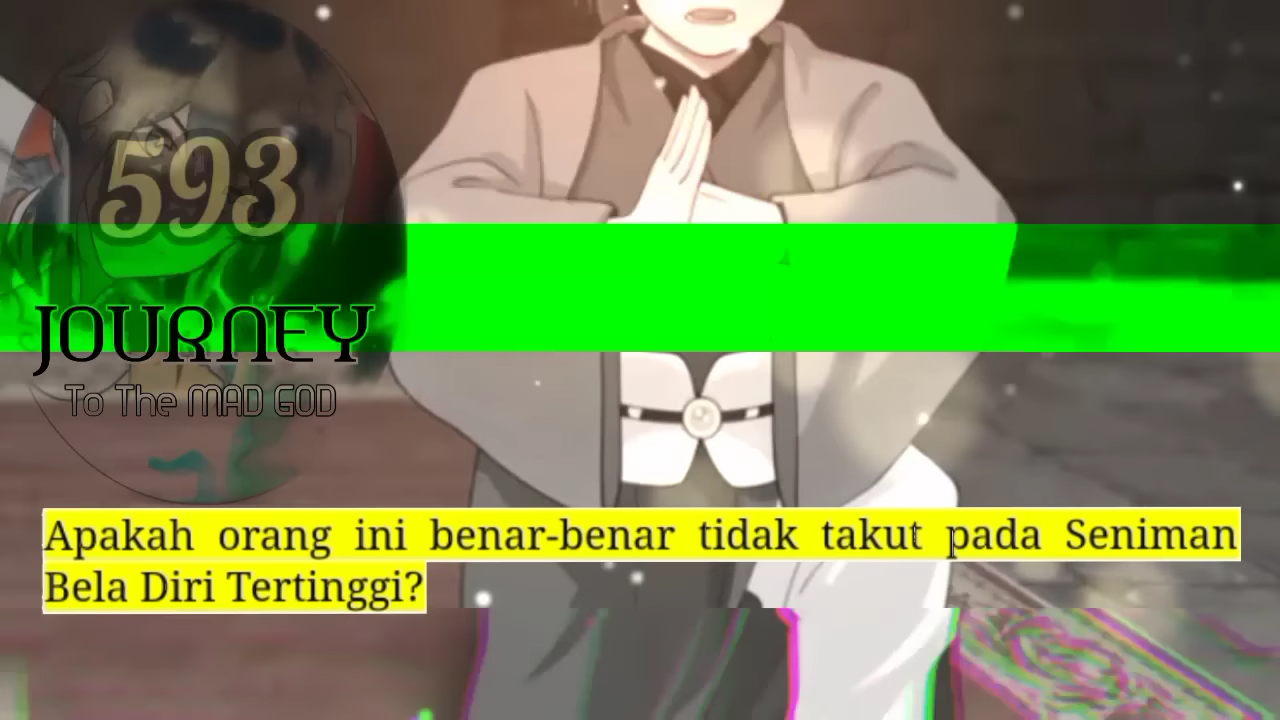 593
JOURNEY
To The MAD GOD
Apakah orang ini benar-benar tidak takut pada Seniman
Bela Diri Tertinggi?